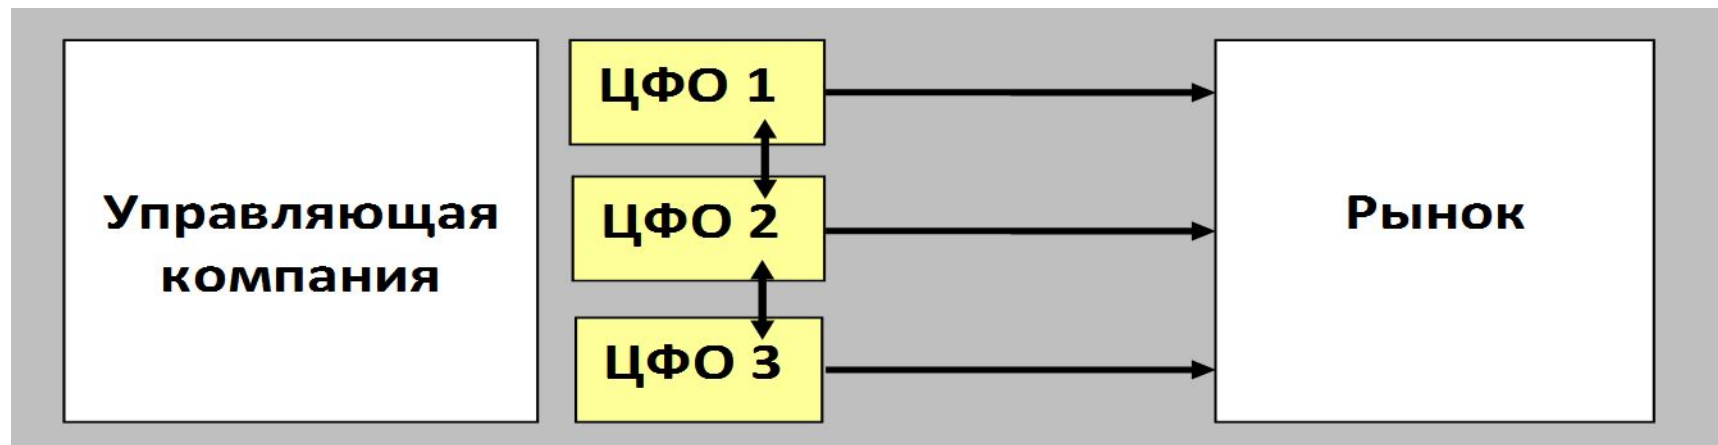 Управляющая
компания
ЦФО 1
ЦФО 2
ЦФО 3
Рынок